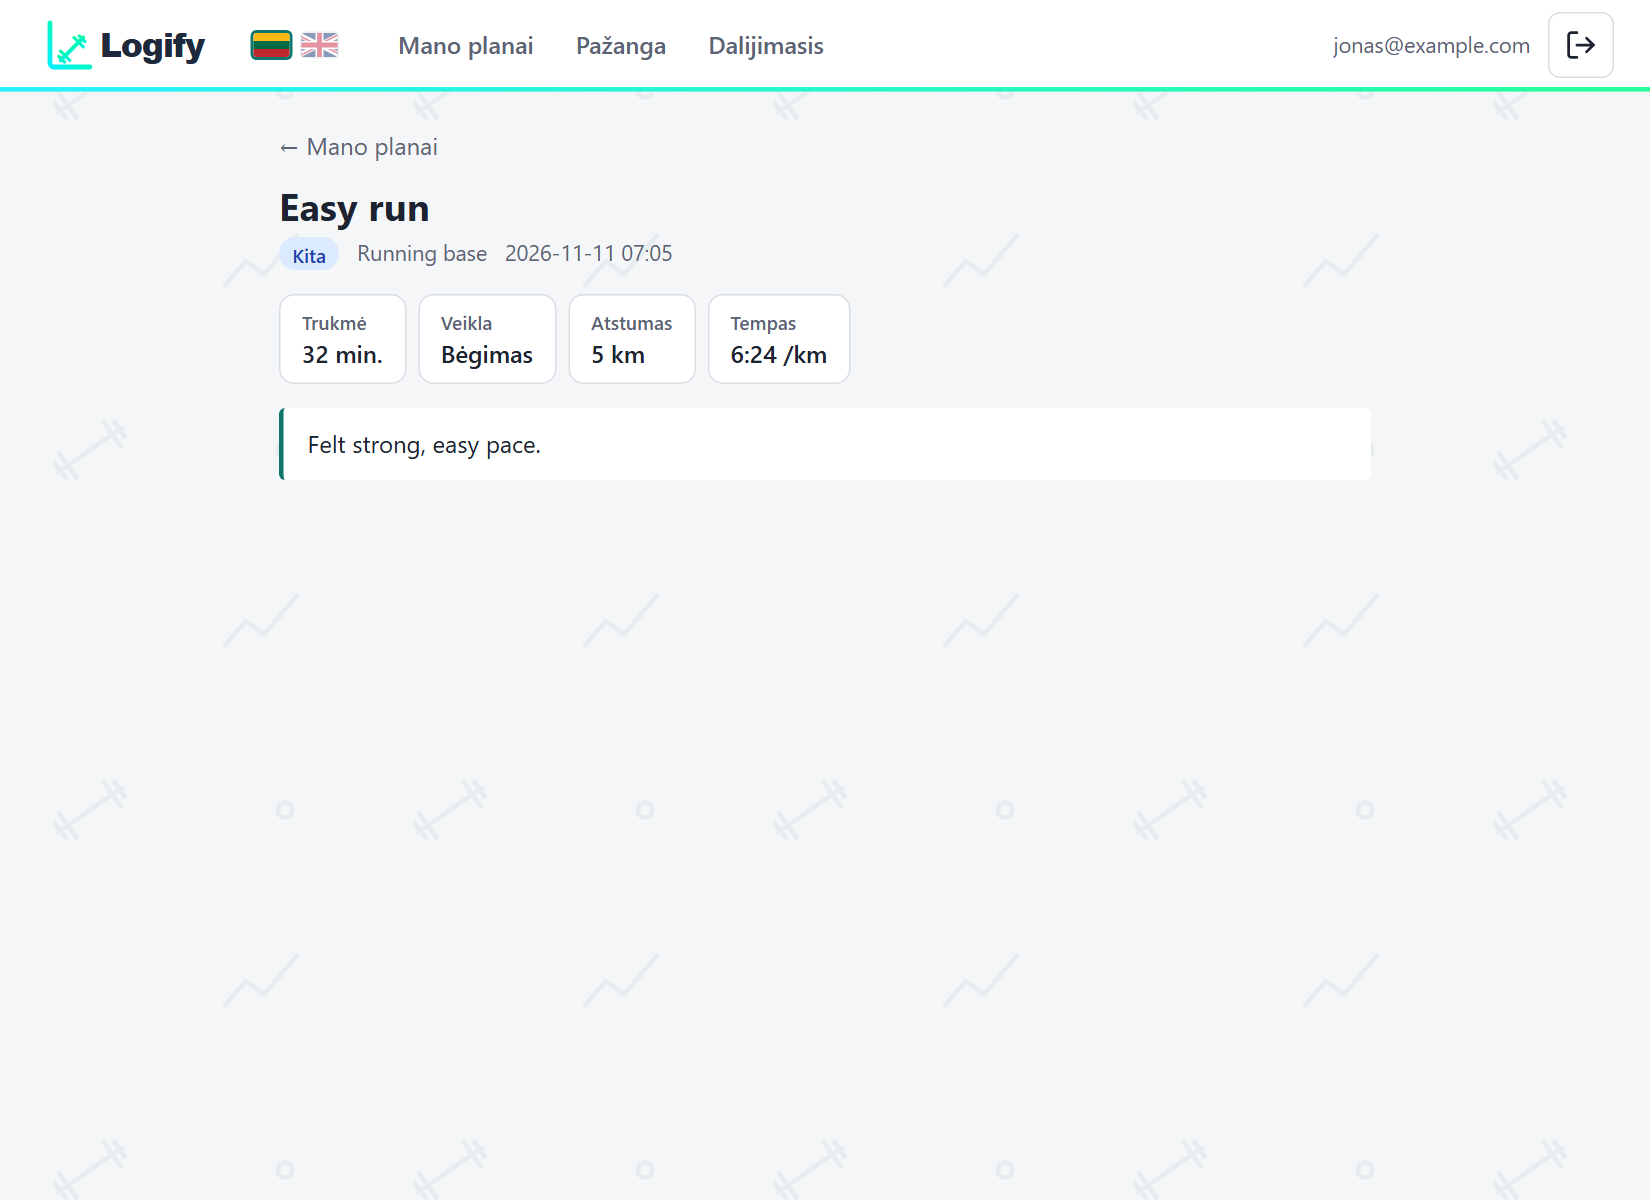 Logify
Mano planai
Pažanga
Dalijimasis
jonas@example.com
← Mano planai
Easy run
Kita Running base 2026-11-11 07:05
Trukmė
32 min.
Veikla
Bėgimas
Atstumas
5 km
Tempas
6:24 /km
Felt strong, easy pace.